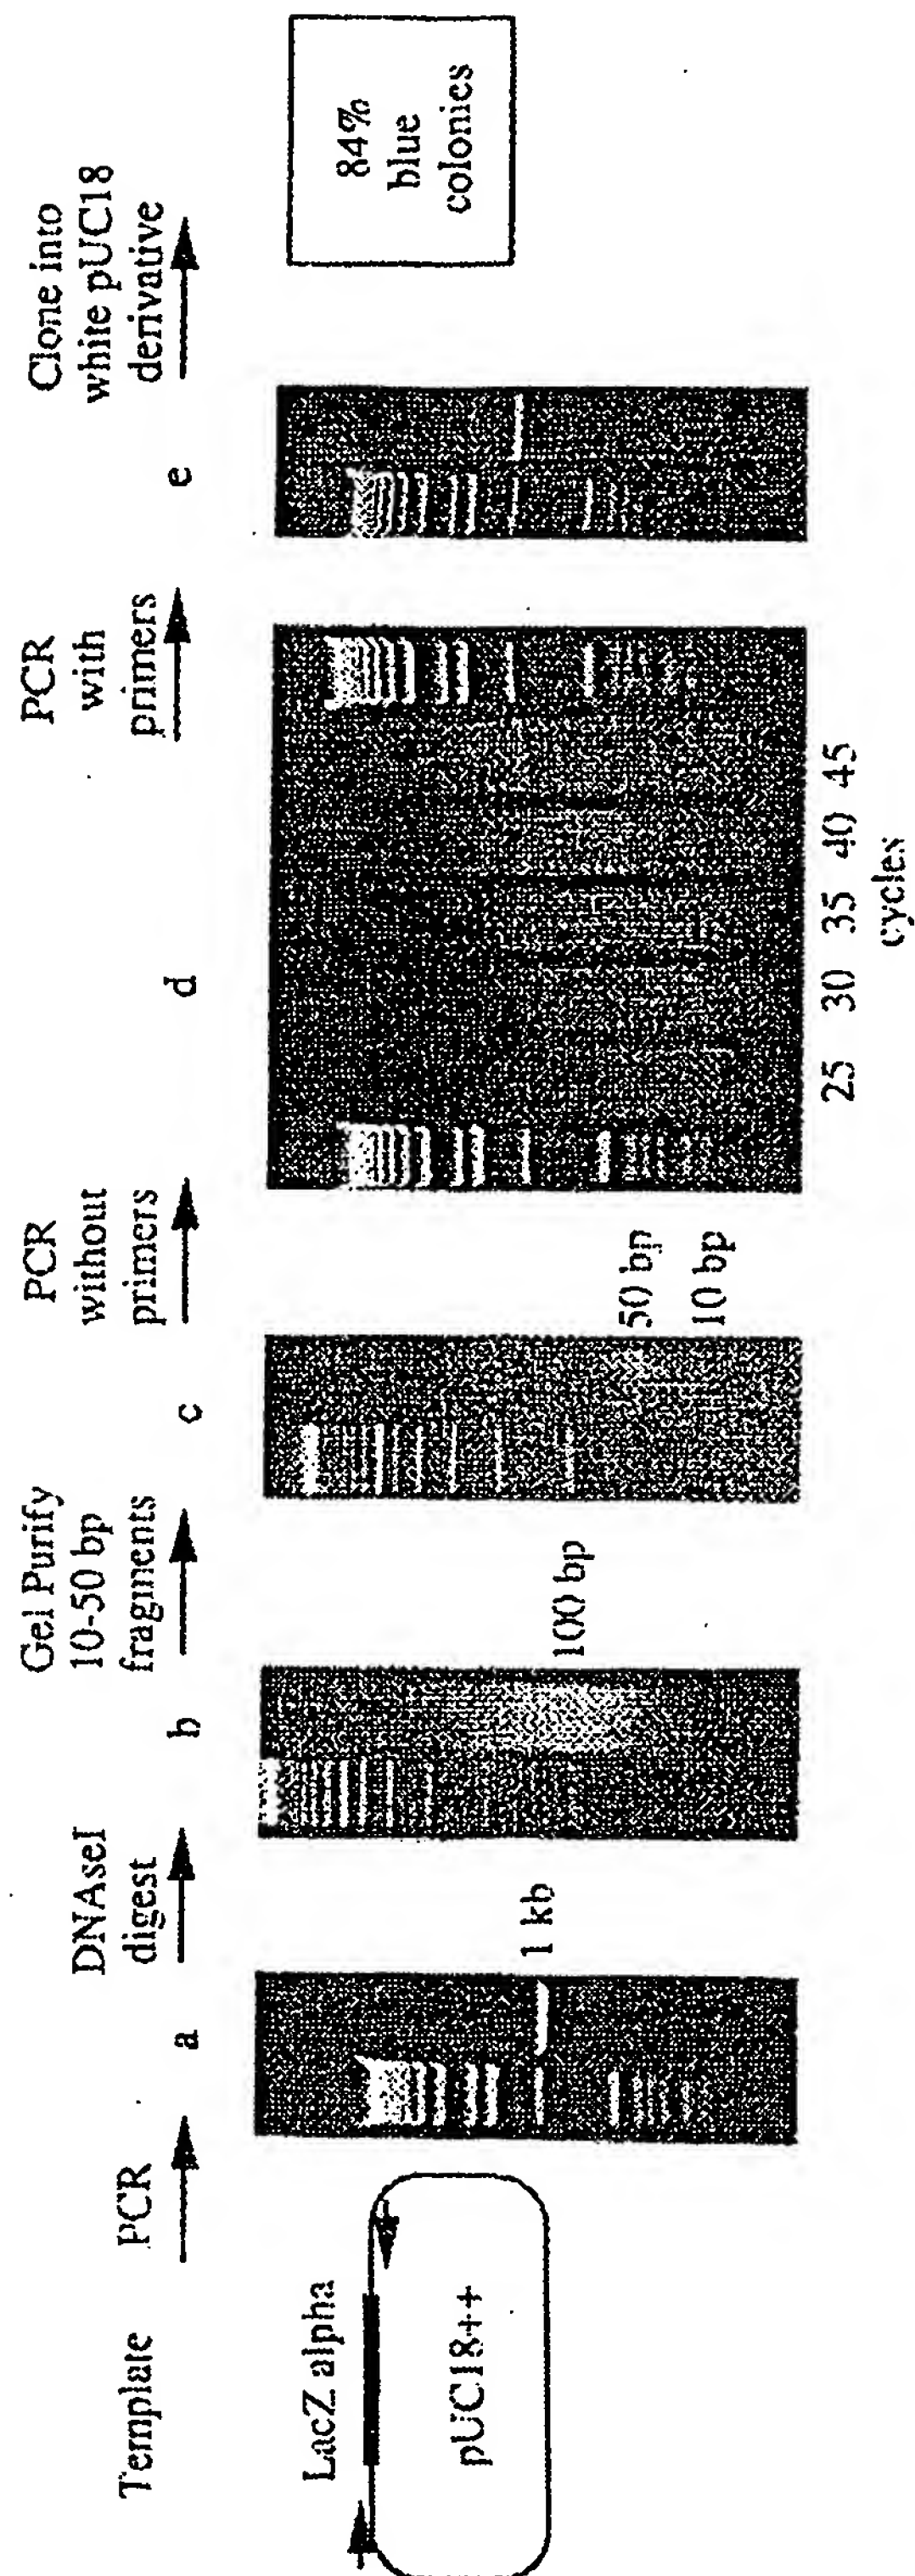 Template
PCR
DNAseI
digest
Gel Purify
10-50 bp
fragments
PCR
without
primers
PCR
with
primers
Clone into
white pUC18
derivative
a
b
c
d
e
LacZ alpha
pUC18++
1 kb
100 bp
50 bp
10 bp
25 30 35 40 45
cycles
84%
blue
colonics